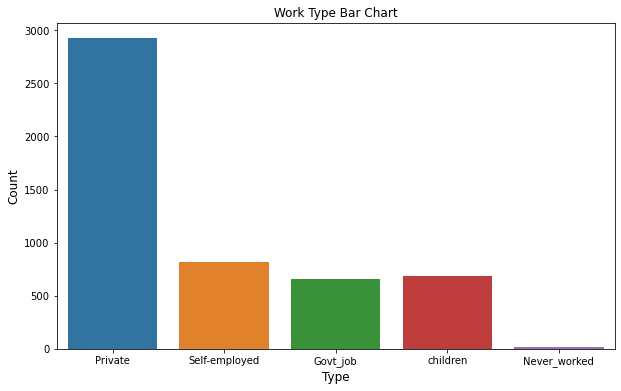 Work Type Bar Chart
3000
2500
2000
1500
1000
500
0
Count
Private Self-employed Govt_job children Never_worked
Type